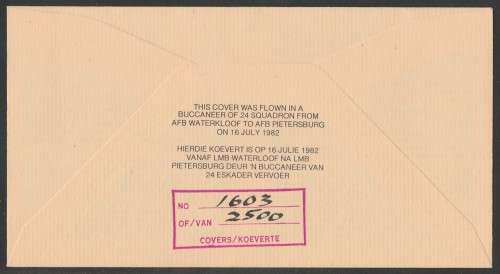 THIS COVER WAS FLOWN IN A
BUCCANEER OF 24 SQUADRON FROM
AFB WATERKLOOF TO AFB PIETERSBURG
ON 16 JULY 1982
HIERDIE KOEVERT IS OP 16 JULIE 1982
VANAF LMB WATERLOOF NA LMB
PIETERSBURG DEUR 'N BUCCANEER VAN
24 ESKADER VERVOER
NO 1603
OF/VAN 2500
COVERS/KOEVERTE